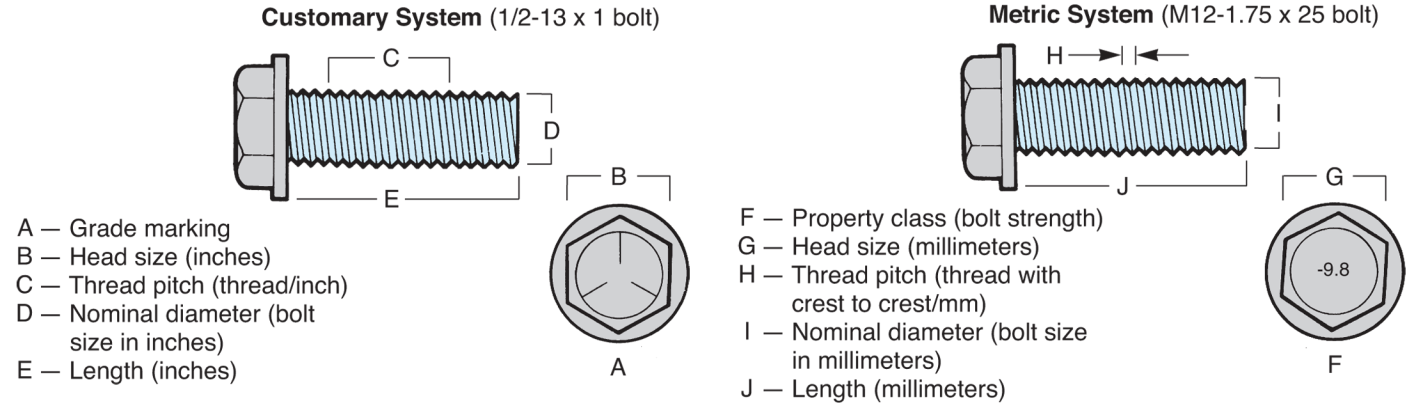 Customary System (1/2-13 x 1 bolt)
C
D
E
B
A — Grade marking
B — Head size (inches)
C — Thread pitch (thread/inch)
D — Nominal diameter (bolt
size in inches)
E — Length (inches)
A
Metric System (M12-1.75 x 25 bolt)
H
I
J
G
F — Property class (bolt strength)
G — Head size (millimeters)
H — Thread pitch (thread with
crest to crest/mm)
I — Nominal diameter (bolt size
in millimeters)
J — Length (millimeters)
-9.8
F